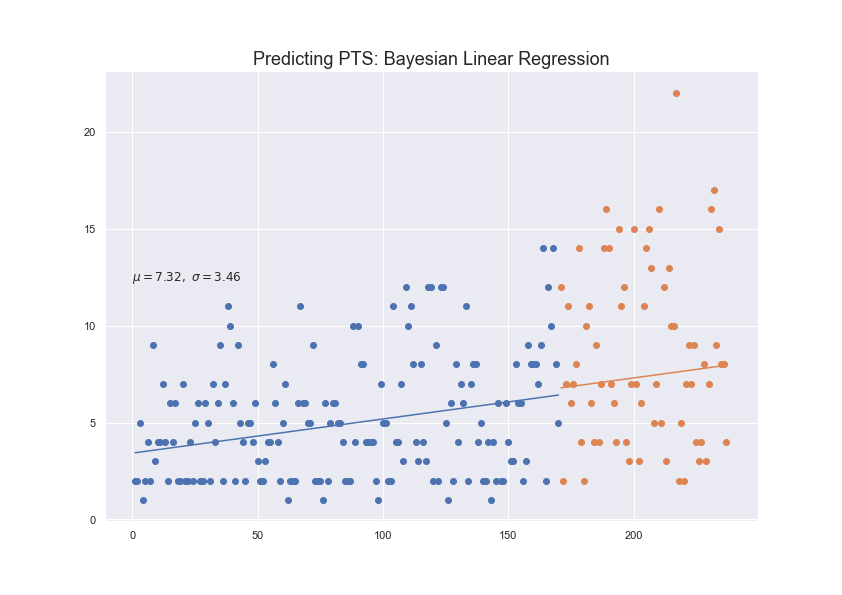 Predicting PTS: Bayesian Linear Regression
20
15
μ = 7.32, σ = 3.46
10
5
0
0 50 100 150 200